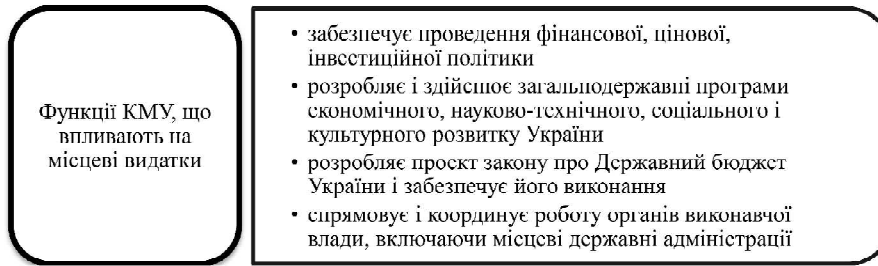 Функції КМУ, що
впливають на
місцеві видатки
• забезпечує проведення фінансової, цінової,
інвестиційної політики
• розробляє і здійснює загальнодержавні програми
економічного, науково-технічного, соціального і
культурного розвитку України
• розробляє проєкт закону про Державний бюджет
України і забезпечує його виконання
• спрямовує і координує роботу органів виконавчої
влади, включаючи місцеві державні адміністрації